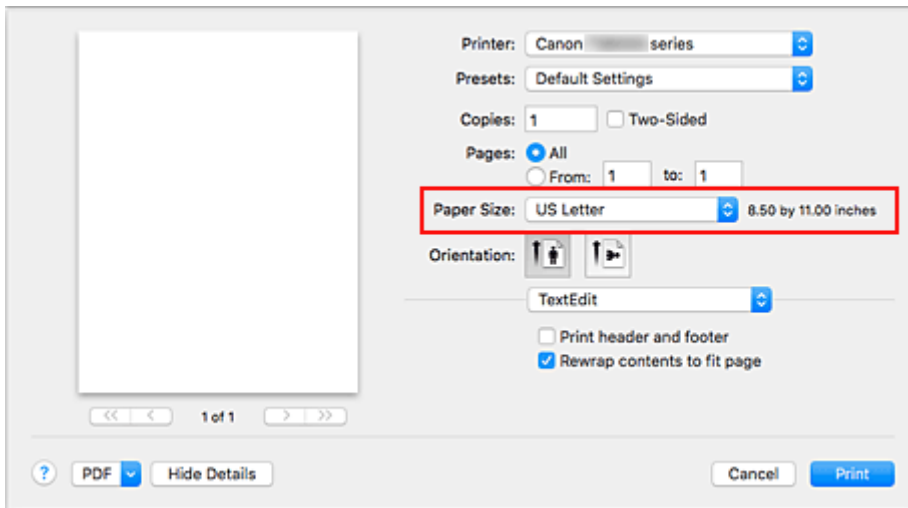 Printer: Canon series
Presets: Default Settings
Copies: 1 Two-Sided
Pages: All
From: 1 to: 1
Paper Size: US Letter 8.50 by 11.00 inches
Orientation:
TextEdit
Print header and footer
Rewrap contents to fit page
<< < 1 of 1 > >>
? PDF Hide Details Cancel Print